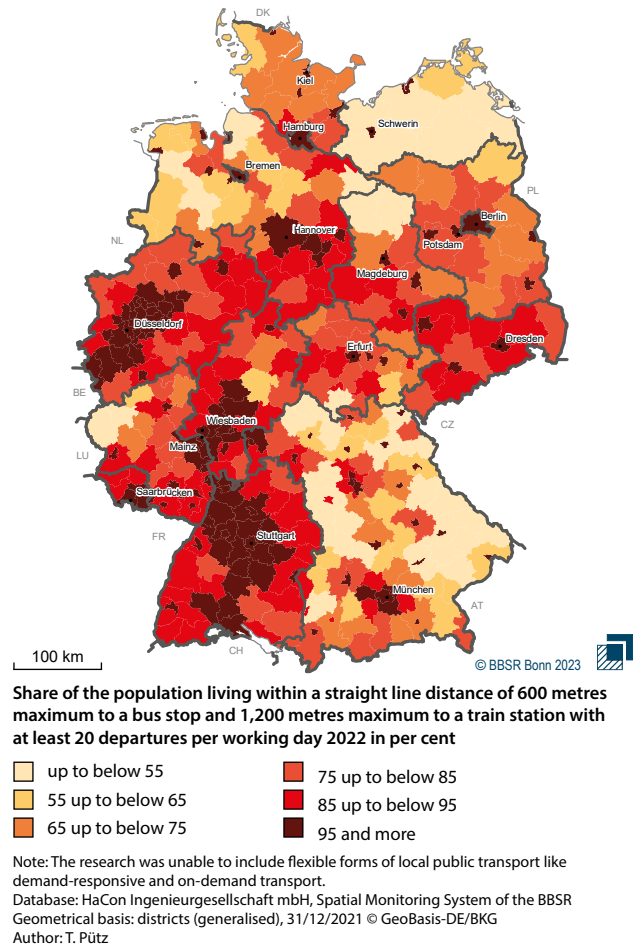 DK
Kiel
Hamburg
Schwerin
Bremen
PL
Berlin
Hannover
Potsdam
NL
Magdeburg
Düsseldorf
Dresden
Erfurt
BE
Wiesbaden
CZ
Mainz
LU
Saarbrücken
FR
Stuttgart
München
AT
CH
100 km
© BBSR Bonn 2023
Share of the population living within a straight line distance of 600 metres
maximum to a bus stop and 1,200 metres maximum to a train station with
at least 20 departures per working day 2022 in per cent
up to below 55
55 up to below 65
65 up to below 75
75 up to below 85
85 up to below 95
95 and more
Note: The research was unable to include flexible forms of local public transport like
demand-responsive and on-demand transport.
Database: HaCon Ingenieurgesellschaft mbH, Spatial Monitoring System of the BBSR
Geometrical basis: districts (generalised), 31/12/2021 © GeoBasis-DE/BKG
Author: T. Pütz